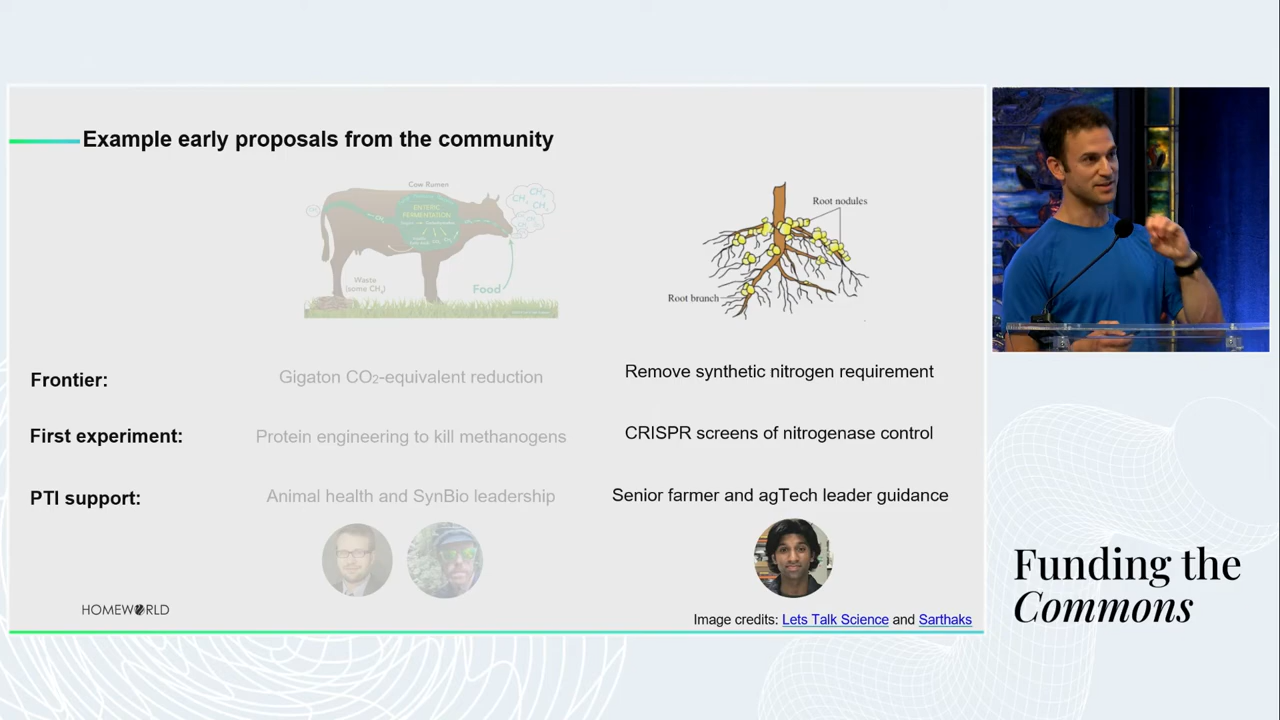 Example early proposals from the community
Cow Rumen
ENTERIC
FERMENTATION
CH₄
CH₄ CH₄
Waste
(some CH₄)
Food
Root nodules
Root branch
Frontier:
Gigaton CO₂-equivalent reduction
Remove synthetic nitrogen requirement
First experiment:
Protein engineering to kill methanogens
CRISPR screens of nitrogenase control
PTI support:
Animal health and SynBio leadership
Senior farmer and agTech leader guidance
HOMEWORLD
Image credits: Lets Talk Science and Sarthaks
Funding the
Commons